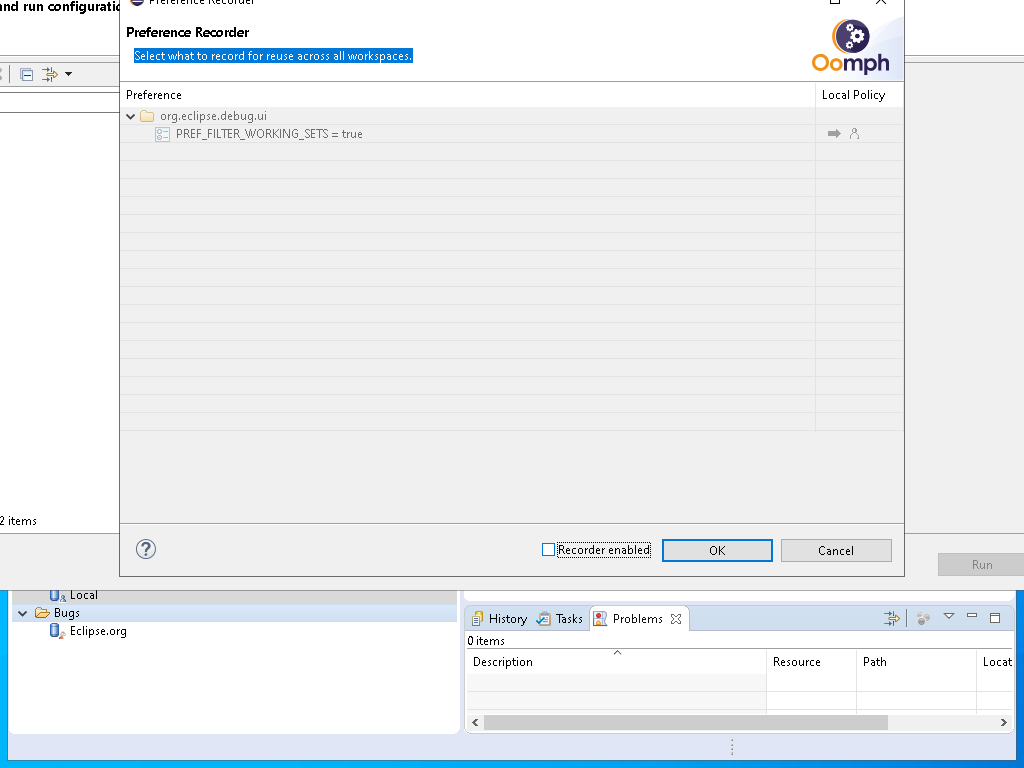 and run configuratic
Preference Recorder
Preference Recorder
Select what to record for reuse across all workspaces.
Oomph
Preference
Local Policy
org.eclipse.debug.ui
PREF_FILTER_WORKING_SETS = true
2 items
Recorder enabled
OK
Cancel
Run
Local
Bugs
Eclipse.org
History
Tasks
Problems
0 items
Description
Resource
Path
Locat